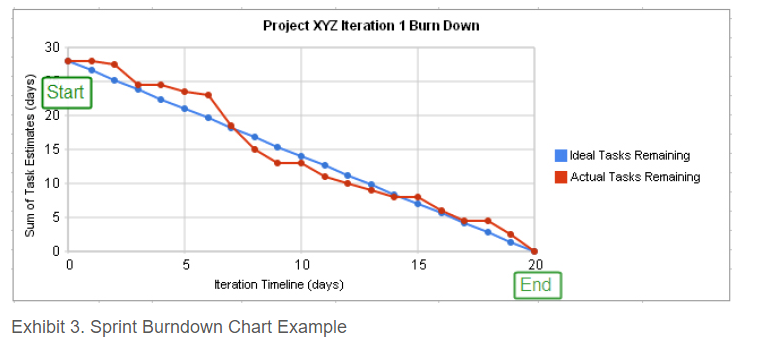 Project XYZ Iteration 1 Burn Down
30
Start
20
15
10
5
0
Sum of Task Estimates (days)
0 5 10 15 20
Iteration Timeline (days)
End
Ideal Tasks Remaining
Actual Tasks Remaining
Exhibit 3. Sprint Burndown Chart Example